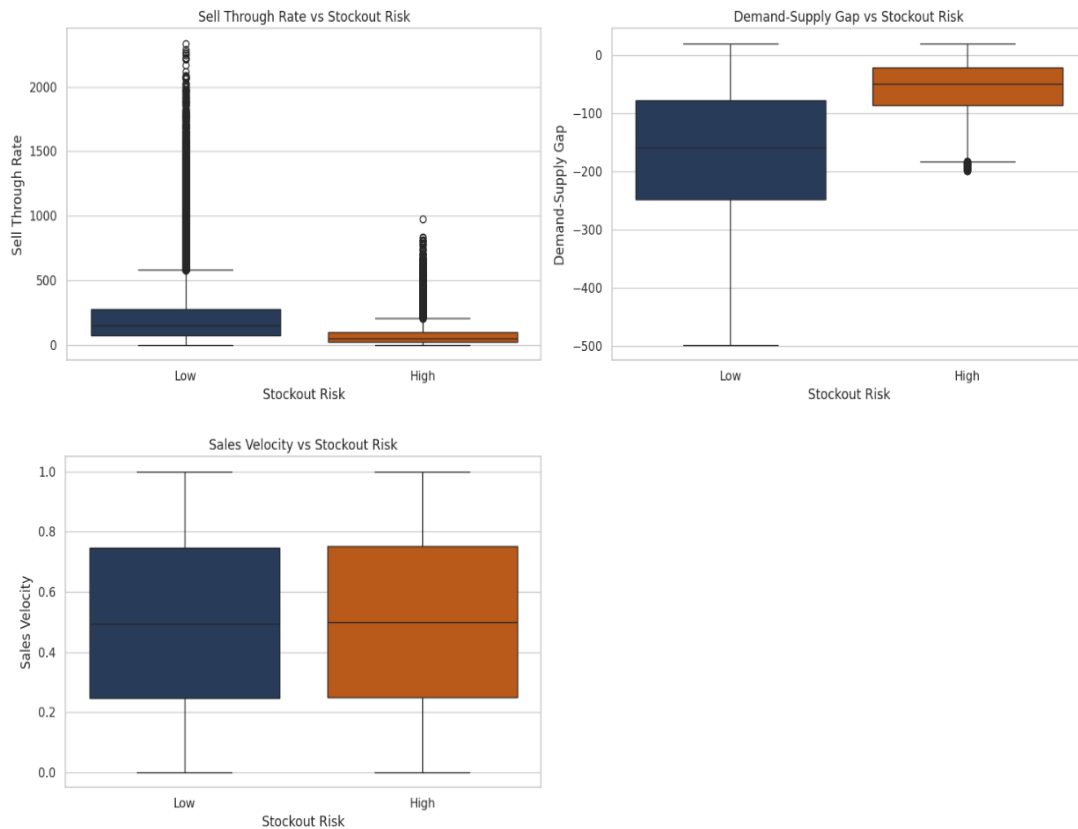 Sell Through Rate vs Stockout Risk
2000
1500
1000
500
0
Sell Through Rate
Low
High
Stockout Risk
Demand-Supply Gap vs Stockout Risk
0
−100
−200
−300
−400
−500
Demand-Supply Gap
Low
High
Stockout Risk
Sales Velocity vs Stockout Risk
1.0
0.8
0.6
0.4
0.2
0.0
Sales Velocity
Low
High
Stockout Risk